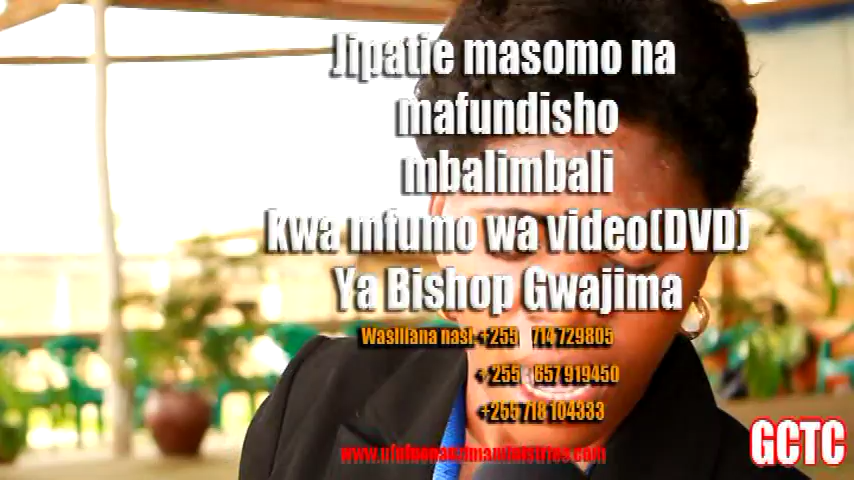 Jipatie masomo na
mafundisho
mbalimbali
kwa mfumo wa video(DVD)
Ya Bishop Gwajima
Wasiliana nasi +255 714 729805
+255 657 919450
+255 718 104333
GCTC